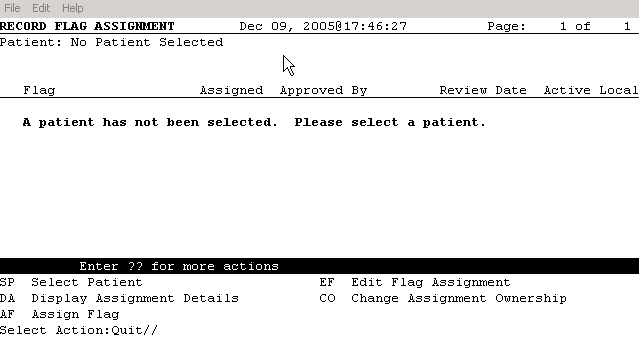 File Edit Help
RECORD FLAG ASSIGNMENT Dec 09, 2005@17:46:27 Page: 1 of 1
Patient: No Patient Selected
Flag Assigned Approved By Review Date Active Local
A patient has not been selected. Please select a patient.
Enter ?? for more actions
SP Select Patient EF Edit Flag Assignment
DA Display Assignment Details CO Change Assignment Ownership
AF Assign Flag
Select Action:Quit//